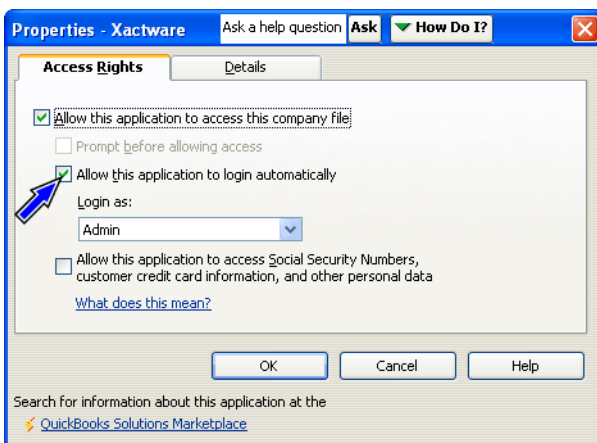 Properties - Xactware
Ask a help question
Ask
How Do I?
Access Rights
Details
Allow this application to access this company file
Prompt before allowing access
Allow this application to login automatically
Login as:
Admin
Allow this application to access Social Security Numbers,
customer credit card information, and other personal data
What does this mean?
OK
Cancel
Help
Search for information about this application at the
QuickBooks Solutions Marketplace